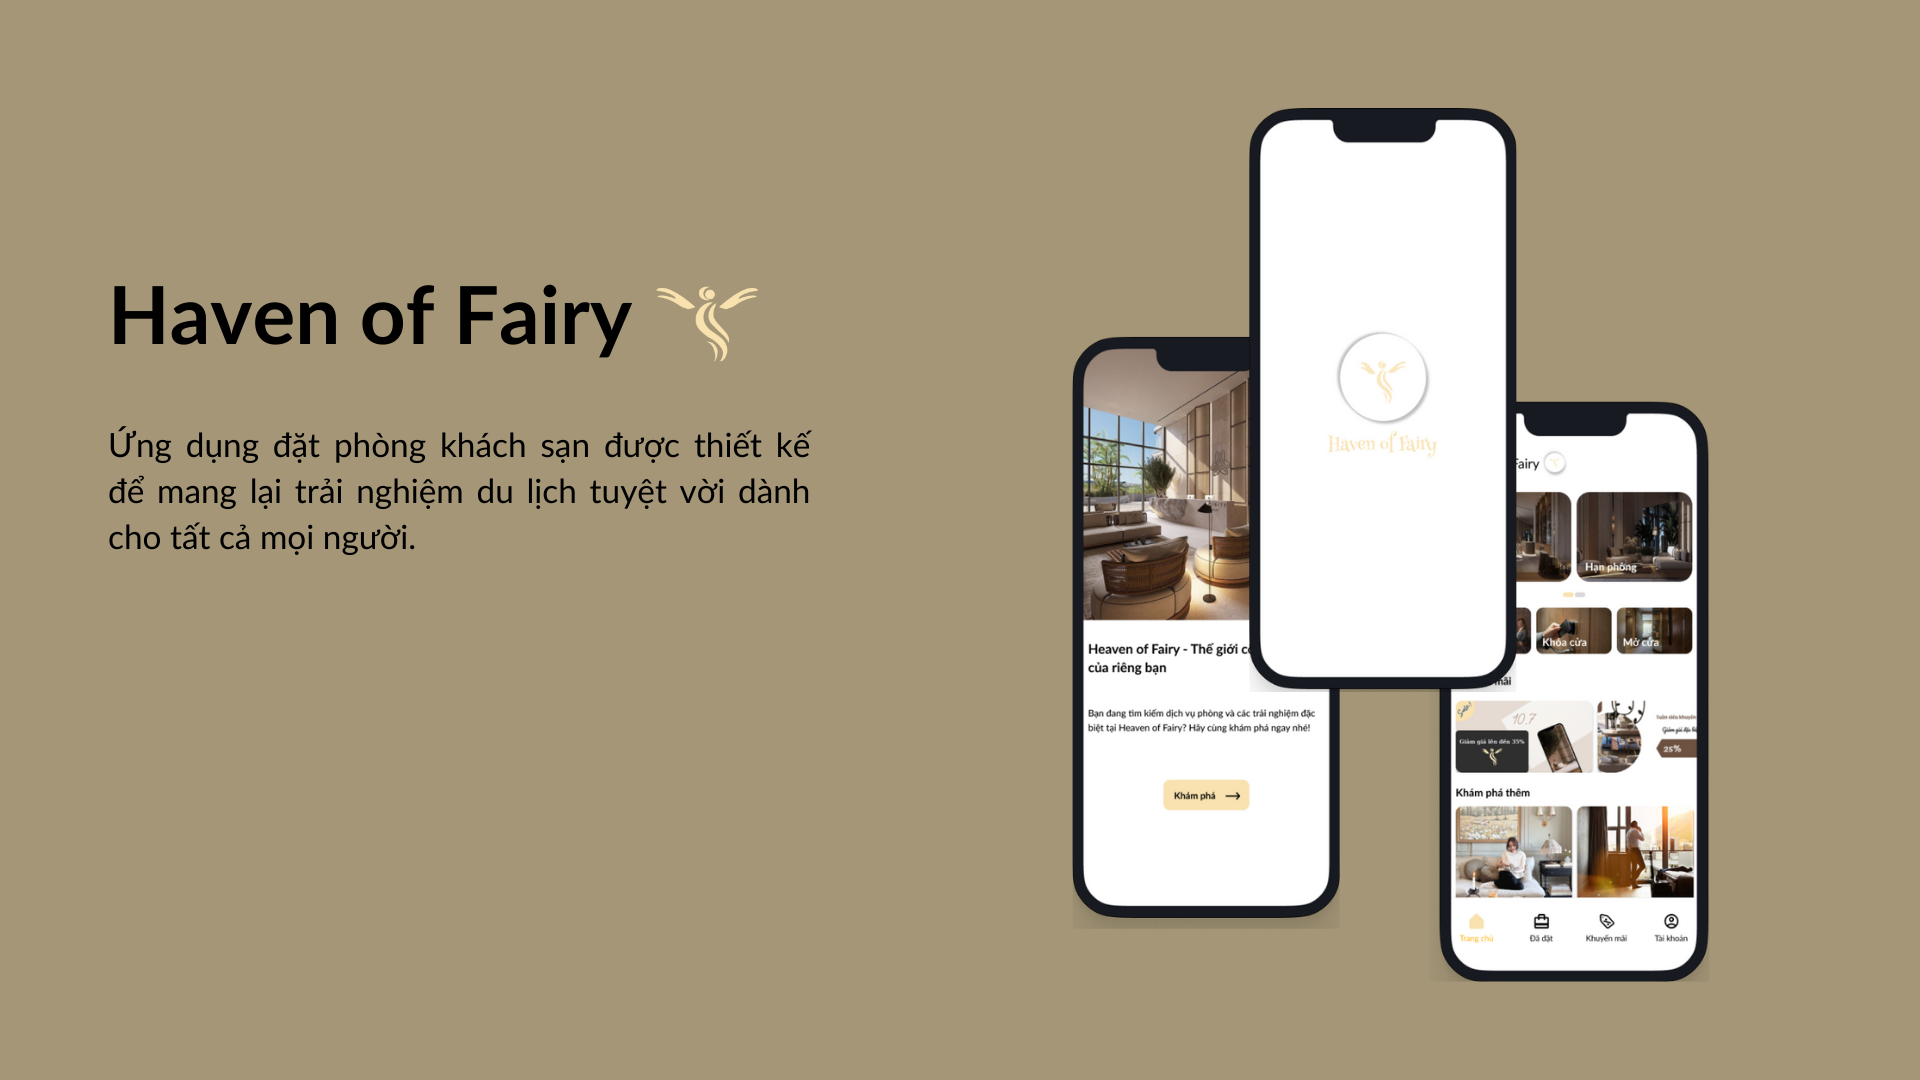 Haven of Fairy
Ứng dụng đặt phòng khách sạn được thiết kế
để mang lại trải nghiệm du lịch tuyệt vời dành
cho tất cả mọi người.
Heaven of Fairy - Thế giới
của riêng bạn
Bạn đang tìm kiếm dịch vụ phòng và các trải nghiệm đặc
biệt tại Heaven of Fairy? Hãy cùng khám phá ngay nhé!
Khám phá
Haven of Fairy
Fairy
Hạn phòng
Khóa cửa
Mở cửa
mãi
Sale!
10.7
Giảm giá lên đến 35%
Tuần siêu khuyến
Giảm giá đặc
25%
Khám phá thêm
Trang chủ
Đã đặt
Khuyến mãi
Tài khoản